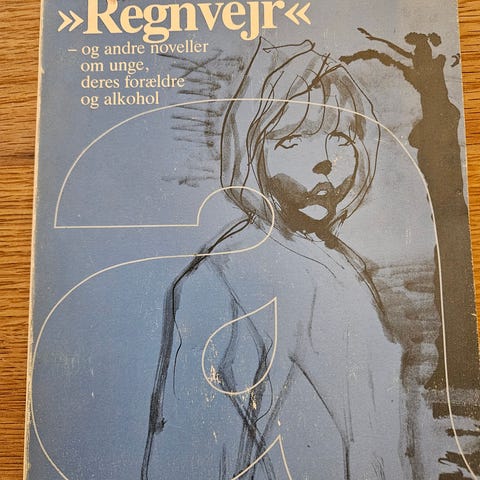 »Regnvejr«
– og andre noveller
om unge,
deres forældre
og alkohol